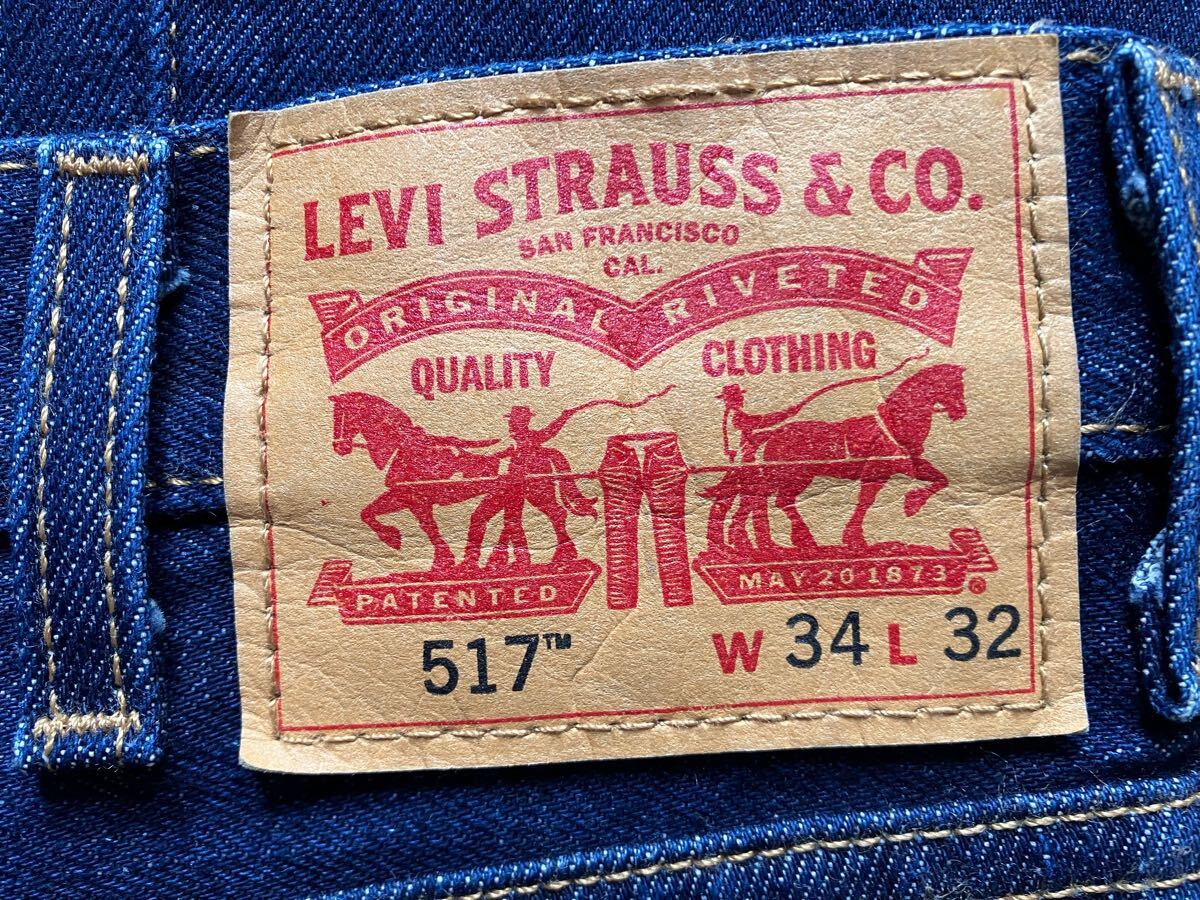 LEVI STRAUSS & CO.
SAN FRANCISCO
CAL.
ORIGINAL RIVETED
QUALITY CLOTHING
PATENTED MAY 20 1873 ®
517™ W 34 L 32